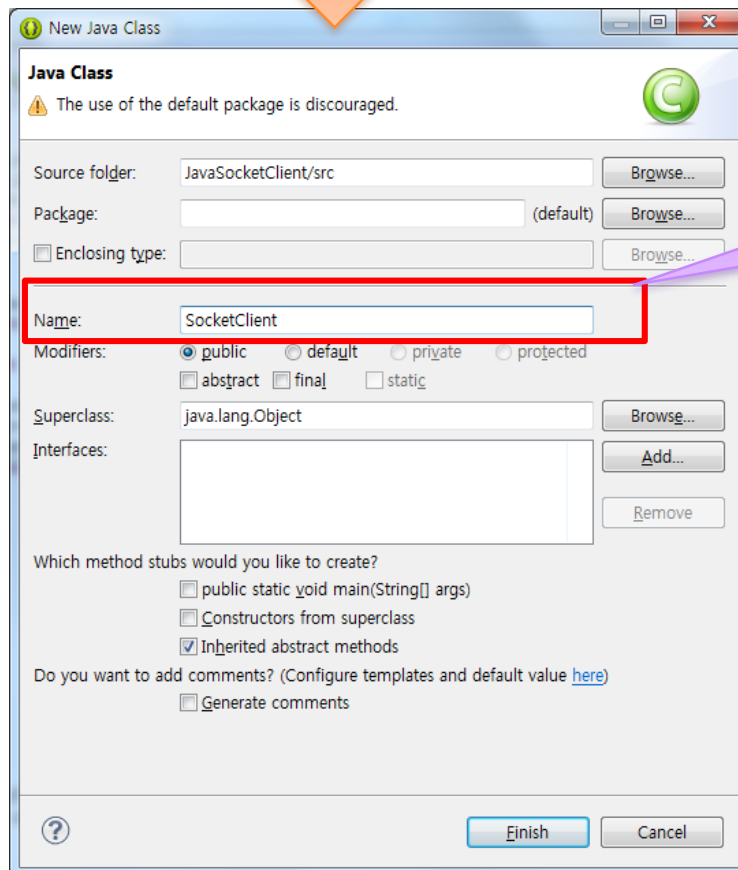 New Java Class
Java Class
The use of the default package is discouraged.
Source folder: JavaSocketClient/src Browse...
Package: (default) Browse...
Enclosing type: Browse...
Name: SocketClient
Modifiers: public default private protected
abstract final static
Superclass: java.lang.Object Browse...
Interfaces: Add...
Remove
Which method stubs would you like to create?
public static void main(String[] args)
Constructors from superclass
Inherited abstract methods
Do you want to add comments? (Configure templates and default value here)
Generate comments
Finish Cancel